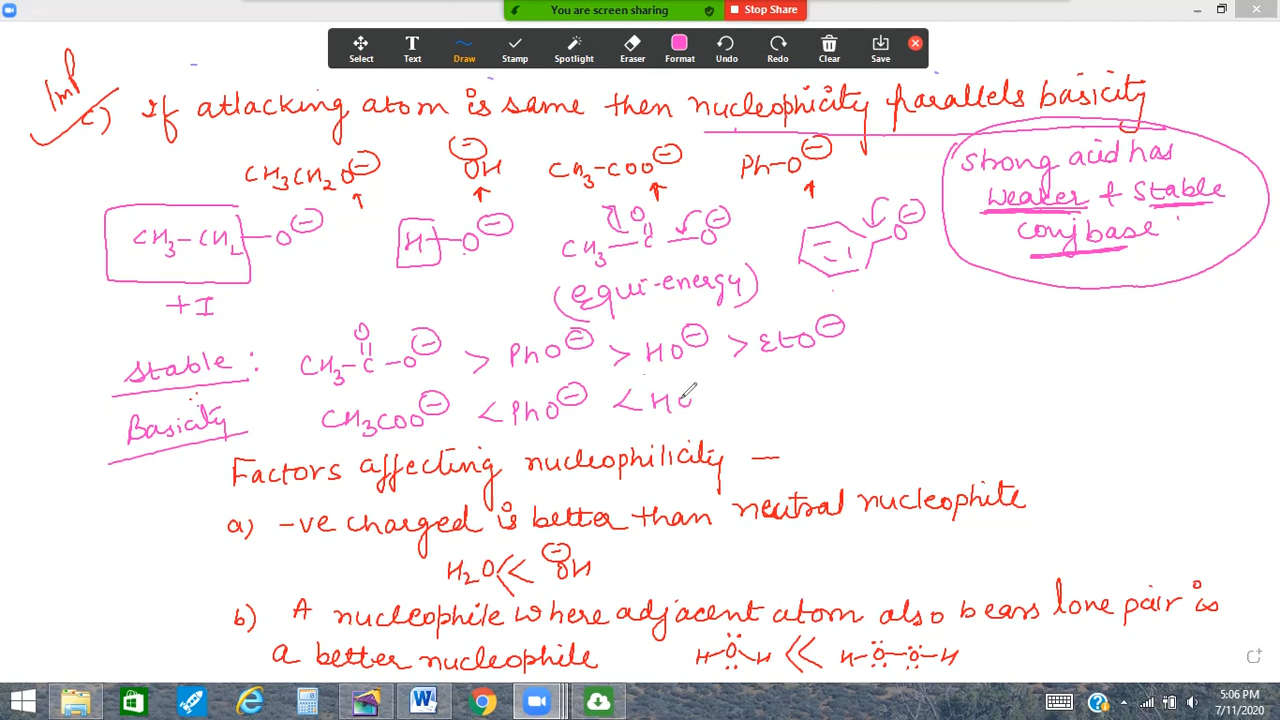 You are screen sharing Stop Share
Select Text Draw Stamp Spotlight Eraser Format Undo Redo Clear Save
Imp
c) If attacking atom is same then nucleophicity parallels basicity
CH3CH2O⊖ ⊖OH CH3-COO⊖ Ph-O⊖
Strong acid has
Weaker & Stable
conj base
CH3-CH2-O⊖ H-O⊖ CH3-C(=O)-O⊖ O⊖
+I
(equi-energy)
Stable : CH3-C(=O)-O⊖ > PhO⊖ > HO⊖ > EtO⊖
Basicity CH3COO⊖ < PhO⊖ < HO
Factors affecting nucleophilicity -
a) -ve charged is better than neutral nucleophile
H2O << ⊖OH
b) A nucleophile where adjacent atom also bears lone pair is
a better nucleophile H-O-H << H-O-O-H
5:06 PM
7/11/2020